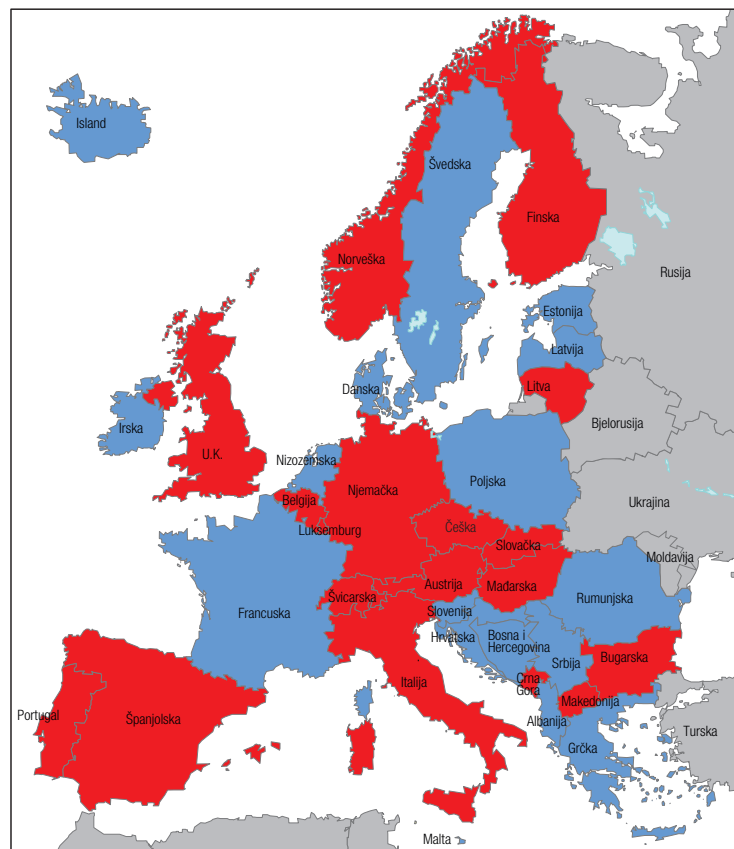 Island
Švedska
Finska
Norveška
Rusija
Estonija
Latvija
Danska
Litva
Bjelorusija
Irska
U.K.
Nizozemska
Njemačka
Poljska
Belgija
Ukrajina
Luksemburg
Češka
Slovačka
Moldavija
Austrija
Mađarska
Švicarska
Rumunjska
Francuska
Slovenija
Hrvatska
Bosna i
Hercegovina
Srbija
Bugarska
Italija
Crna
Gora
Makedonija
Portugal
Španjolska
Albanija
Turska
Grčka
Malta